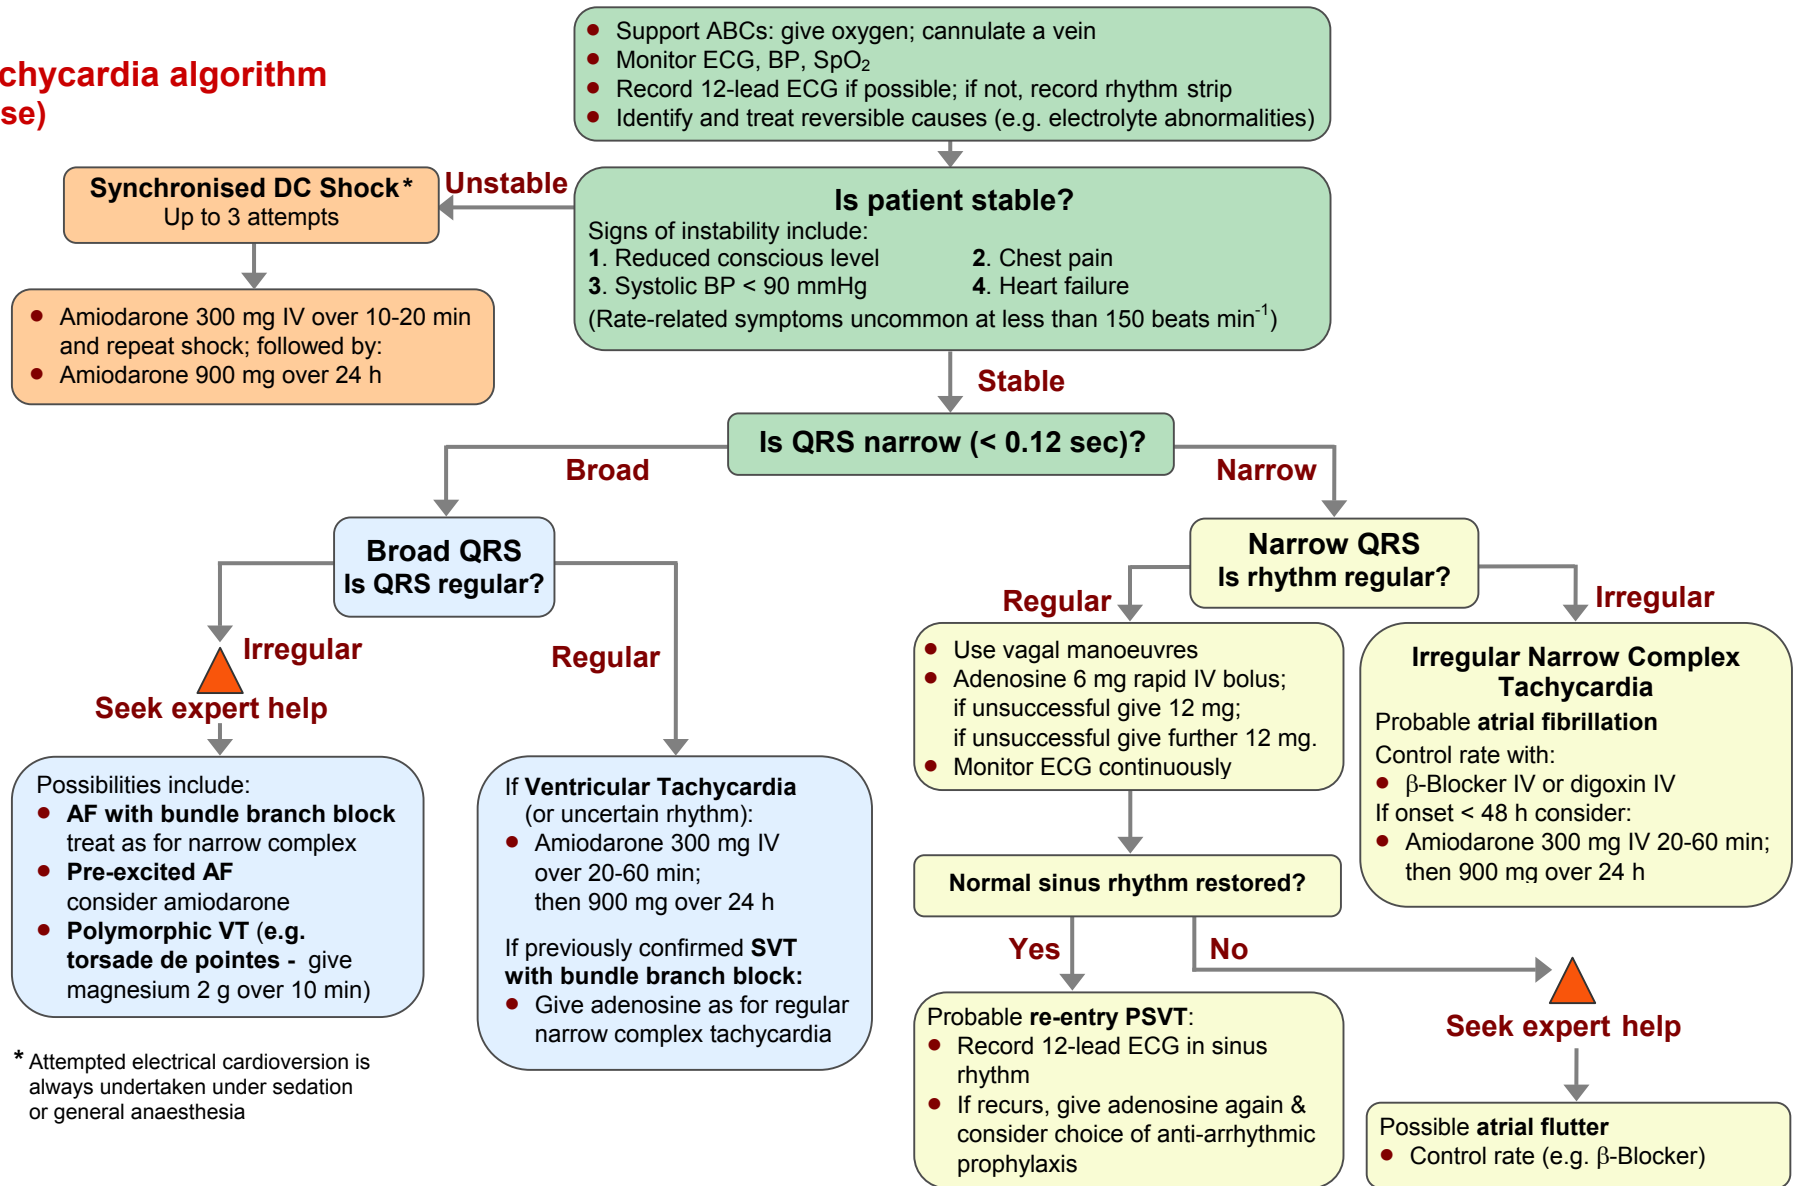 chycardia algorithm
se)
• Support ABCs: give oxygen; cannulate a vein
• Monitor ECG, BP, SpO₂
• Record 12-lead ECG if possible; if not, record rhythm strip
• Identify and treat reversible causes (e.g. electrolyte abnormalities)
Synchronised DC Shock*
Up to 3 attempts
Unstable
Is patient stable?
Signs of instability include:
1. Reduced conscious level 2. Chest pain
3. Systolic BP < 90 mmHg 4. Heart failure
(Rate-related symptoms uncommon at less than 150 beats min⁻¹)
• Amiodarone 300 mg IV over 10-20 min
and repeat shock; followed by:
• Amiodarone 900 mg over 24 h
Stable
Is QRS narrow (< 0.12 sec)?
Broad
Narrow
Broad QRS
Is QRS regular?
Narrow QRS
Is rhythm regular?
Irregular
Seek expert help
Regular
Regular
Irregular
Possibilities include:
• AF with bundle branch block
treat as for narrow complex
• Pre-excited AF
consider amiodarone
• Polymorphic VT (e.g.
torsade de pointes - give
magnesium 2 g over 10 min)
If Ventricular Tachycardia
(or uncertain rhythm):
• Amiodarone 300 mg IV
over 20-60 min;
then 900 mg over 24 h
If previously confirmed SVT
with bundle branch block:
• Give adenosine as for regular
narrow complex tachycardia
• Use vagal manoeuvres
• Adenosine 6 mg rapid IV bolus;
if unsuccessful give 12 mg;
if unsuccessful give further 12 mg.
• Monitor ECG continuously
Irregular Narrow Complex
Tachycardia
Probable atrial fibrillation
Control rate with:
• β-Blocker IV or digoxin IV
If onset < 48 h consider:
• Amiodarone 300 mg IV 20-60 min;
then 900 mg over 24 h
Normal sinus rhythm restored?
Yes
No
Probable re-entry PSVT:
• Record 12-lead ECG in sinus
rhythm
• If recurs, give adenosine again &
consider choice of anti-arrhythmic
prophylaxis
Seek expert help
Possible atrial flutter
• Control rate (e.g. β-Blocker)
* Attempted electrical cardioversion is
always undertaken under sedation
or general anaesthesia